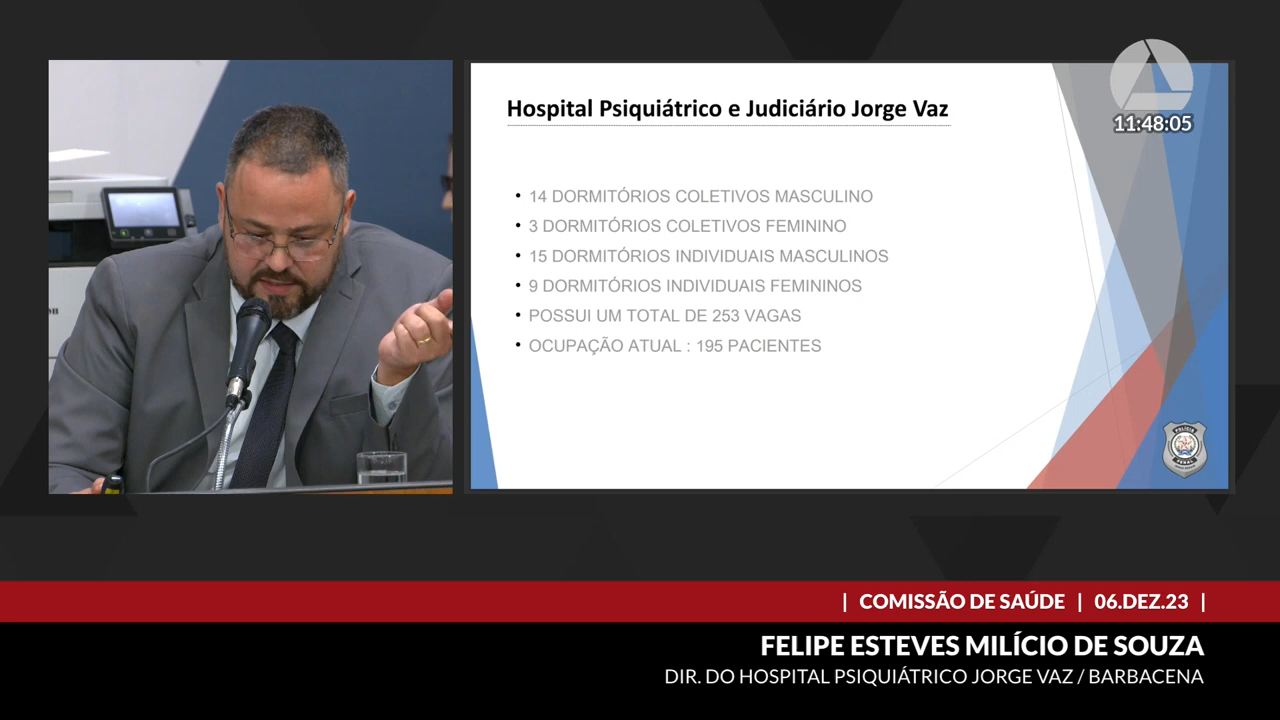 Hospital Psiquiátrico e Judiciário Jorge Vaz
11:48:05
• 14 DORMITÓRIOS COLETIVOS MASCULINO
• 3 DORMITÓRIOS COLETIVOS FEMININO
• 15 DORMITÓRIOS INDIVIDUAIS MASCULINOS
• 9 DORMITÓRIOS INDIVIDUAIS FEMININOS
• POSSUI UM TOTAL DE 253 VAGAS
• OCUPAÇÃO ATUAL : 195 PACIENTES
POLÍCIA
PENAL
| COMISSÃO DE SAÚDE | 06.DEZ.23 |
FELIPE ESTEVES MILÍCIO DE SOUZA
DIR. DO HOSPITAL PSIQUIÁTRICO JORGE VAZ / BARBACENA